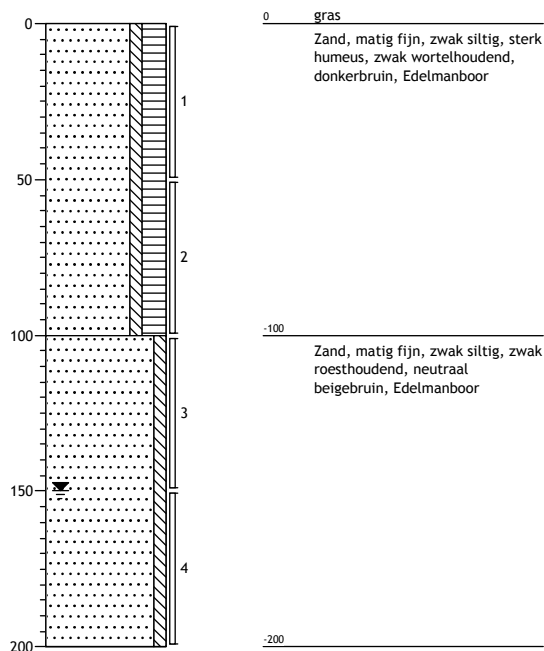 0
0 gras
Zand, matig fijn, zwak siltig, sterk
humeus, zwak wortelhoudend,
donkerbruin, Edelmanboor
1
50
2
100
-100
Zand, matig fijn, zwak siltig, zwak
roesthoudend, neutraal
beigebruin, Edelmanboor
3
150
4
200
-200